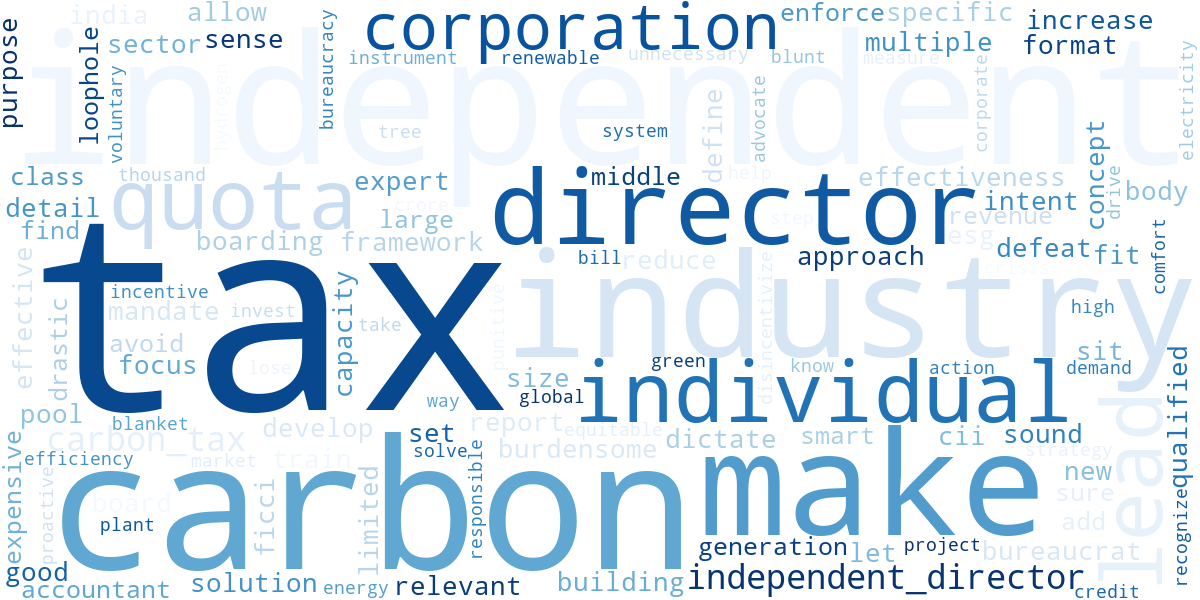 purpose
india
allow
corporation
enforce
specific
increase
sector
sense
loophole
bureaucracy
multiple
format
voluntary
instrument
renewable
unnecessary
blunt
measure
independent
hydrogen
tree
system
define
advocate
corporate
electricity
class
thousand
quota
expert
crore
large
director
middle
help
effectiveness
intent
concept
drive
body
detail
find
boarding
framework
step
revenue
esg
defeat
fit
comfort
tax
bill
reduce
approach
crisis
effective
drastic
incentive
mandate
invest
capacity
take
punitive
industry
disincentivize
high
avoid
focus
lose
size
green
global
individual
know
action
sit
demand
qualified
pool
blanket
way
carbon_tax
develop
set
report
equitable
dictate
smart
cii
sound
lead
expensive
efficiency
market
train
solve
burdensome
strategy
new
proactive
board
plant
carbon
ficci
limited
responsible
make
sure
add
recognize
good
accountant
solution
energy
relevant
building
generation
let
project
bureaucrat
independent_director
credit